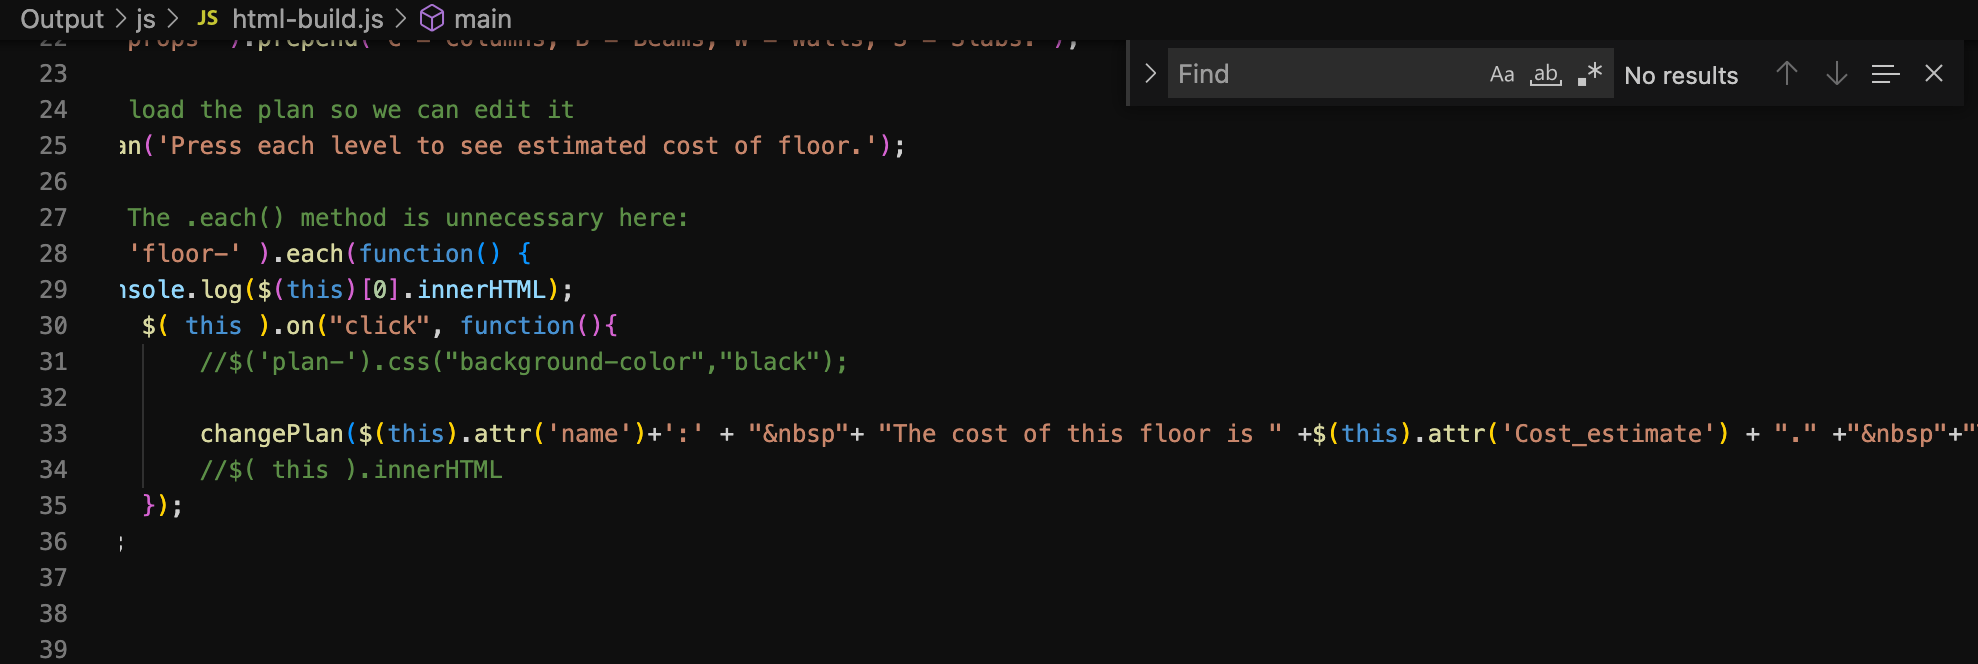 Output > js > JS html-build.js > main
Find Aa ab .* No results
22 props ).prepend( C = Columns, B = Beams, W = Walls, S = Slabs. );
23
24 load the plan so we can edit it
25 an('Press each level to see estimated cost of floor.');
26
27 The .each() method is unnecessary here:
28 'floor-' ).each(function() {
29 nsole.log($(this)[0].innerHTML);
30 $( this ).on("click", function(){
31 //$('plan-').css("background-color","black");
32
33 changePlan($(this).attr('name')+':' + "&nbsp"+ "The cost of this floor is " +$(this).attr('Cost_estimate') + "." +"&nbsp"+"
34 //$( this ).innerHTML
35 });
36 ;
37
38
39